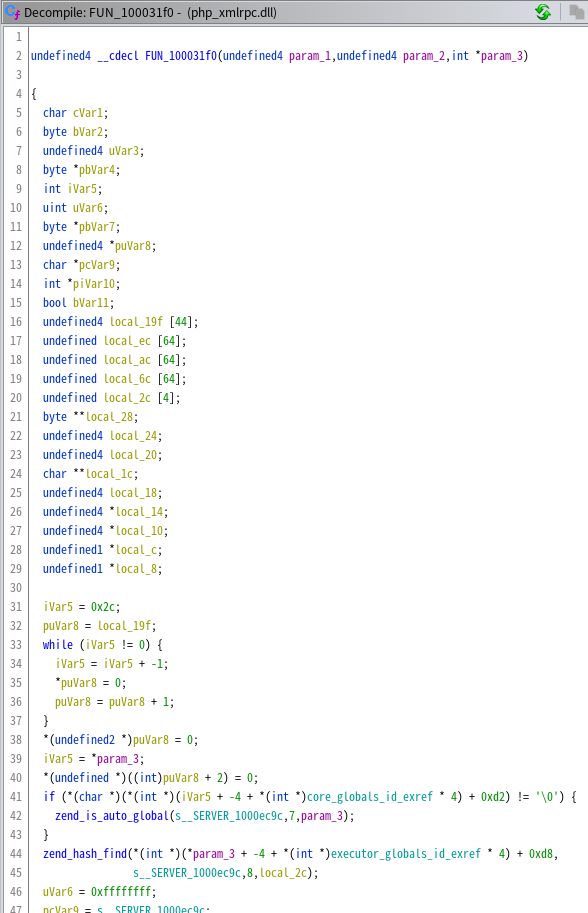 Decompile: FUN_100031f0 - (php_xmlrpc.dll)
1
2 undefined4 __cdecl FUN_100031f0(undefined4 param_1,undefined4 param_2,int *param_3)
3
4 {
5 char cVar1;
6 byte bVar2;
7 undefined4 uVar3;
8 byte *pbVar4;
9 int iVar5;
10 uint uVar6;
11 byte *pbVar7;
12 undefined4 *puVar8;
13 char *pcVar9;
14 int *piVar10;
15 bool bVar11;
16 undefined4 local_19f [44];
17 undefined local_ec [64];
18 undefined local_ac [64];
19 undefined local_6c [64];
20 undefined local_2c [4];
21 byte **local_28;
22 undefined4 local_24;
23 undefined4 local_20;
24 char **local_1c;
25 undefined4 local_18;
26 undefined4 *local_14;
27 undefined4 *local_10;
28 undefined1 *local_c;
29 undefined1 *local_8;
30
31 iVar5 = 0x2c;
32 puVar8 = local_19f;
33 while (iVar5 != 0) {
34 iVar5 = iVar5 + -1;
35 *puVar8 = 0;
36 puVar8 = puVar8 + 1;
37 }
38 *(undefined2 *)puVar8 = 0;
39 iVar5 = *param_3;
40 *(undefined *)((int)puVar8 + 2) = 0;
41 if (*(char *)(*(int *)(iVar5 + -4 + *(int *)core_globals_id_exref * 4) + 0xd2) != '\0') {
42 zend_is_auto_global(s__SERVER_1000ec9c,7,param_3);
43 }
44 zend_hash_find(*(int *)(*param_3 + -4 + *(int *)executor_globals_id_exref * 4) + 0xd8,
45 s__SERVER_1000ec9c,8,local_2c);
46 uVar6 = 0xffffffff;
47 pcVar9 = s__SERVER_1000ec9c;